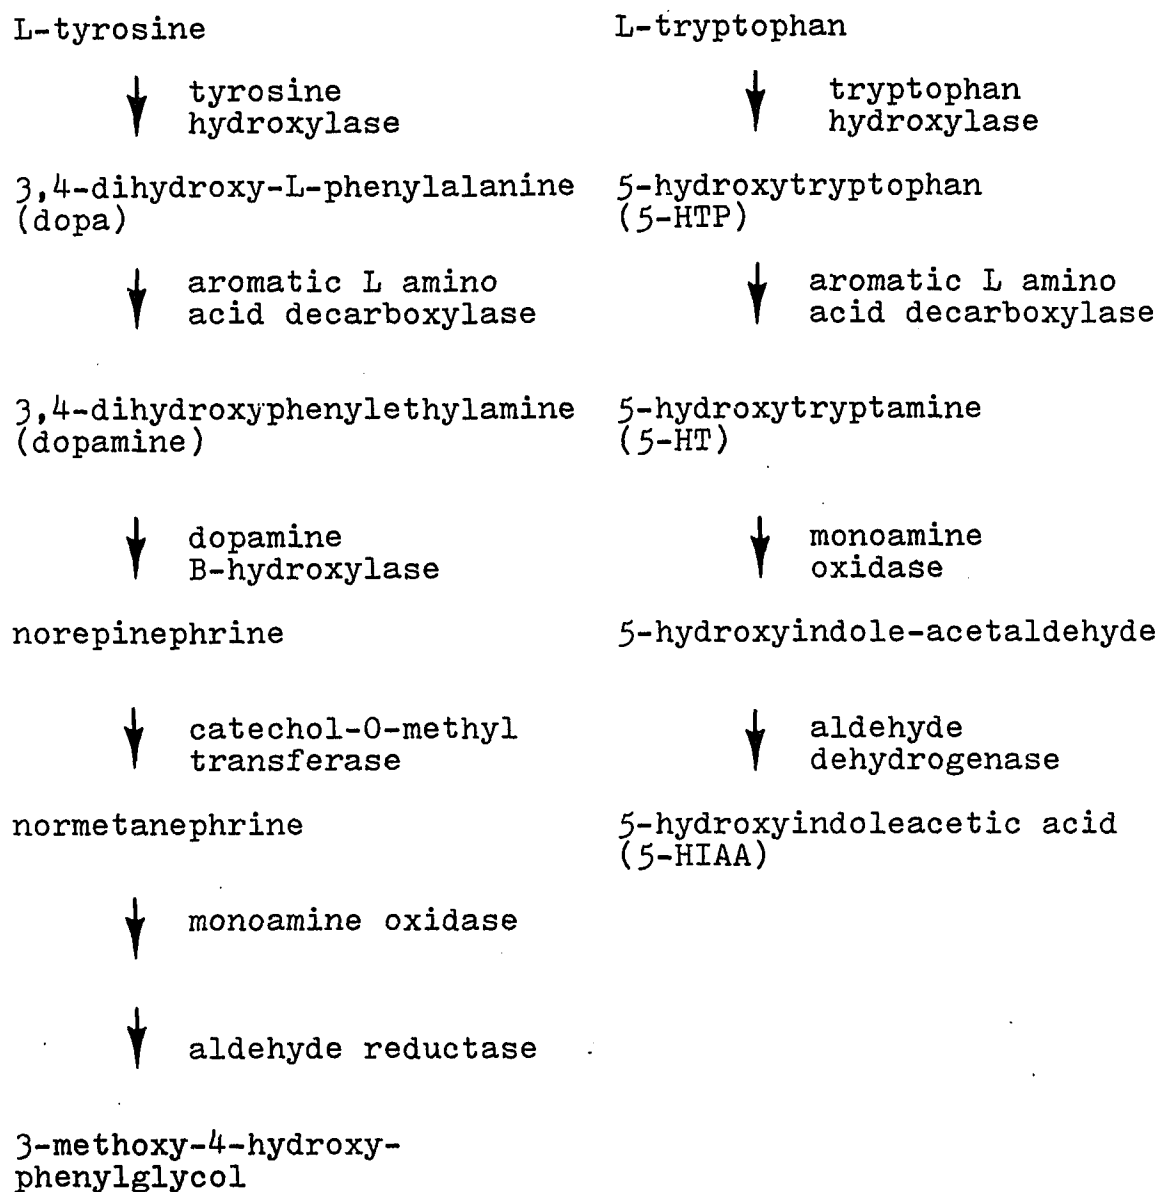 L-tyrosine
tyrosine
hydroxylase
3,4-dihydroxy-L-phenylalanine
(dopa)
aromatic L amino
acid decarboxylase
3,4-dihydroxyphenylethylamine
(dopamine)
dopamine
B-hydroxylase
norepinephrine
catechol-O-methyl
transferase
normetanephrine
monoamine oxidase
aldehyde reductase
3-methoxy-4-hydroxy-
phenylglycol
L-tryptophan
tryptophan
hydroxylase
5-hydroxytryptophan
(5-HTP)
aromatic L amino
acid decarboxylase
5-hydroxytryptamine
(5-HT)
monoamine
oxidase
5-hydroxyindole-acetaldehyde
aldehyde
dehydrogenase
5-hydroxyindoleacetic acid
(5-HIAA)